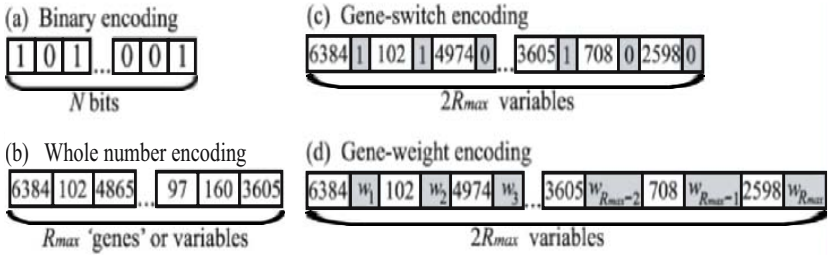 (a) Binary encoding
1 0 1 ... 0 0 1
N bits
(b) Whole number encoding
6384 102 4865 ... 97 160 3605
Rmax 'genes' or variables
(c) Gene-switch encoding
6384 1 102 1 4974 0 ... 3605 1 708 0 2598 0
2Rmax variables
(d) Gene-weight encoding
6384 w1 102 w2 4974 w3 ... 3605 wRmax-2 708 wRmax-1 2598 wRmax
2Rmax variables